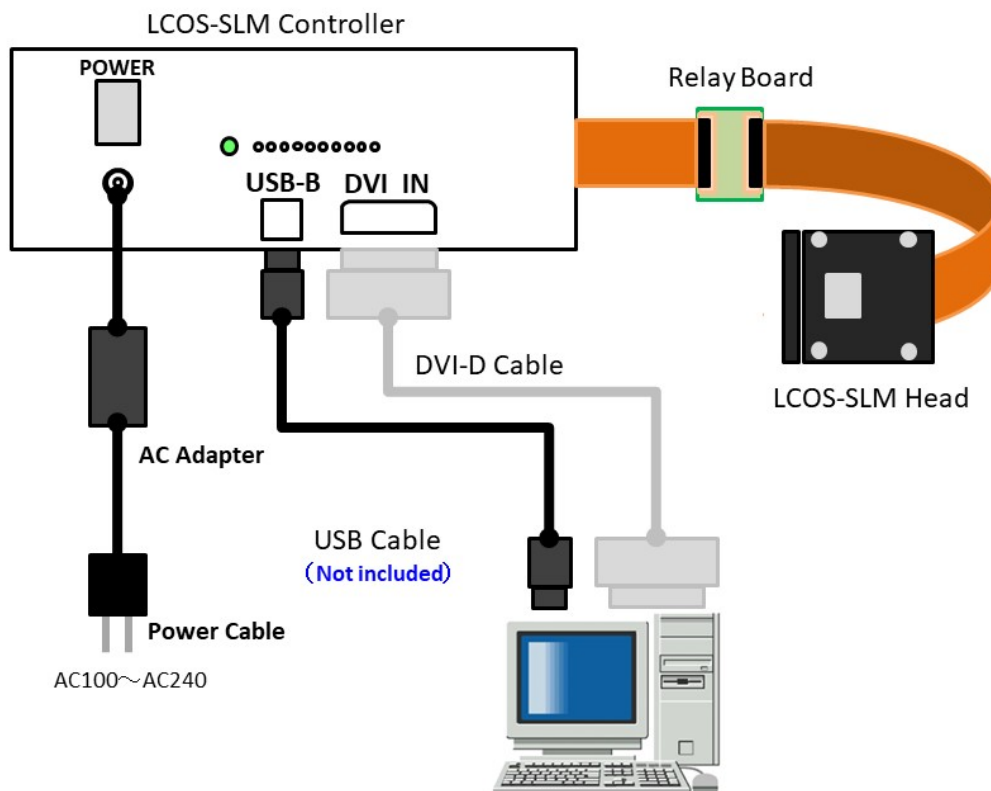 LCOS-SLM Controller
POWER
Relay Board
USB-B
DVI IN
DVI-D Cable
LCOS-SLM Head
AC Adapter
USB Cable
（Not included）
Power Cable
AC100～AC240